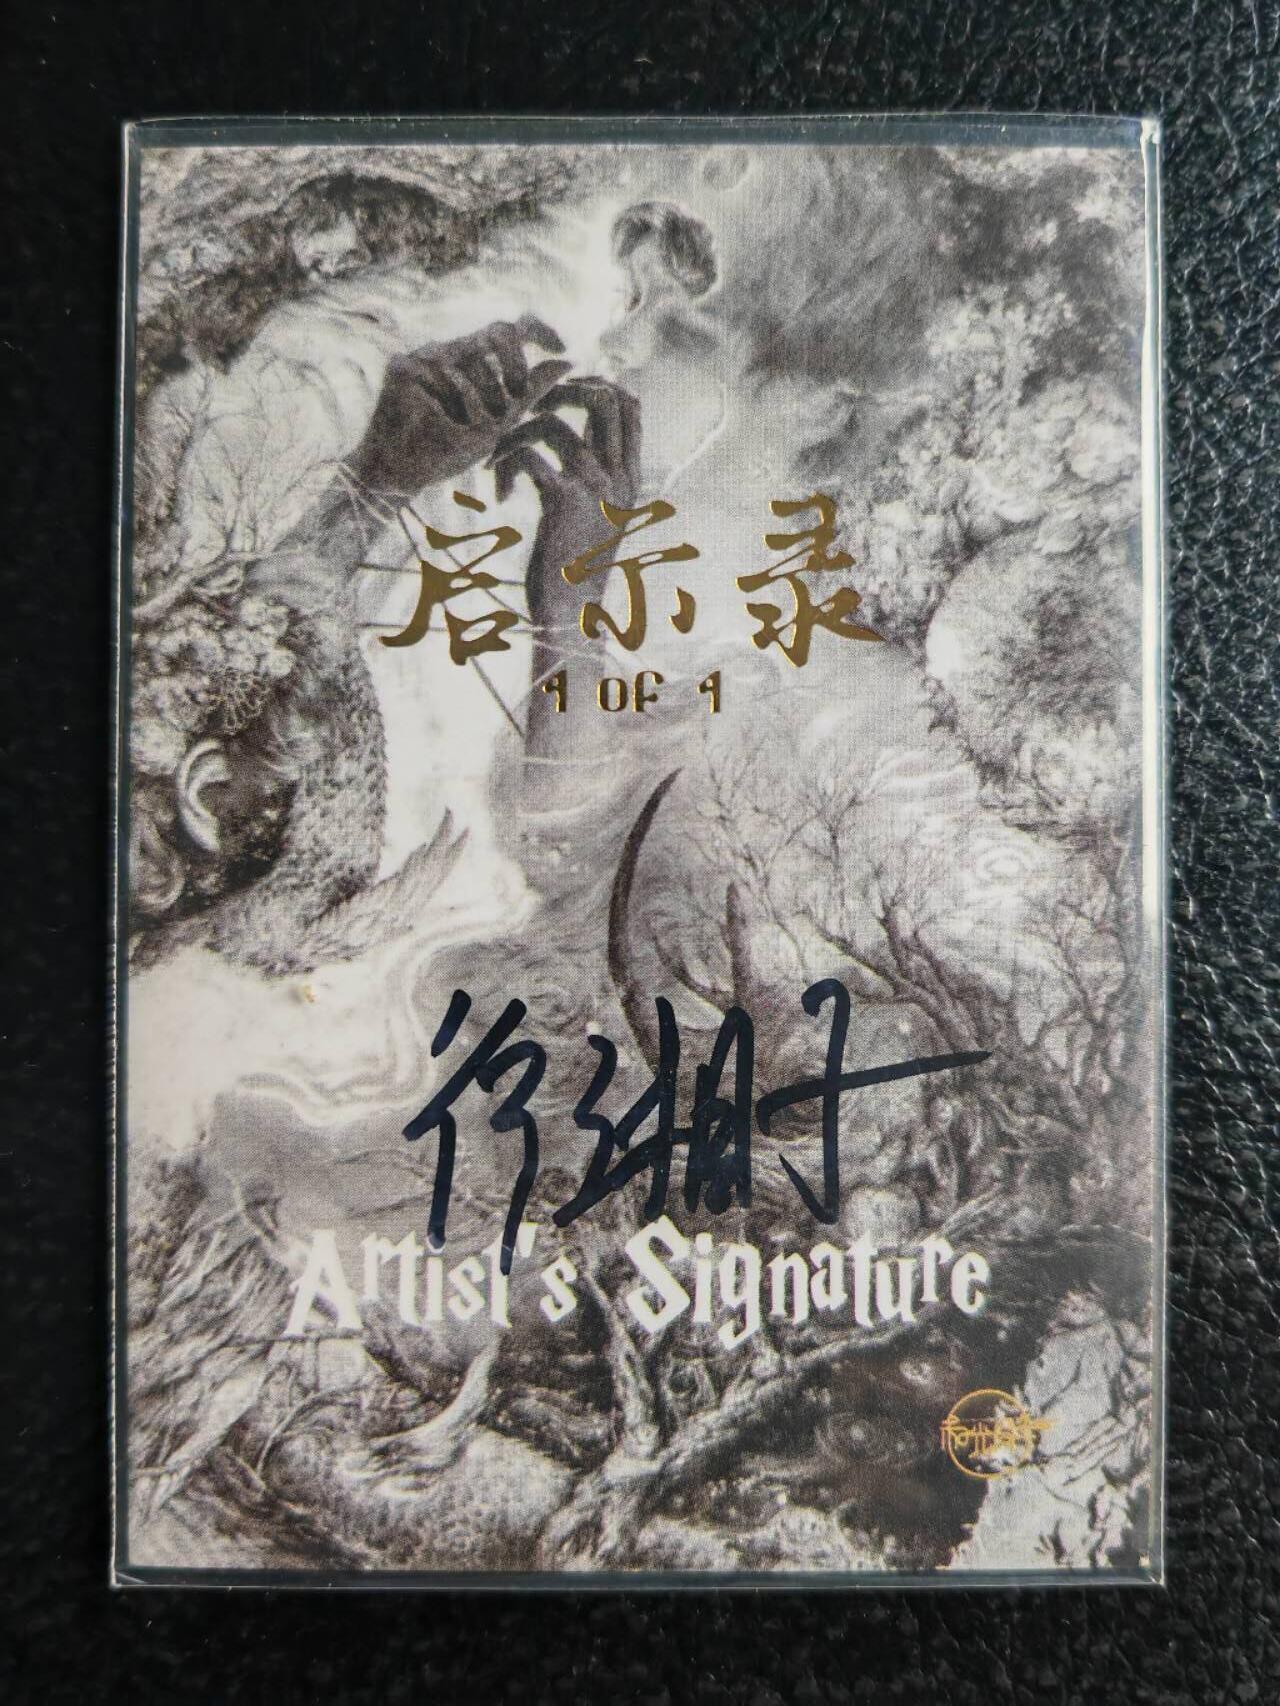 启示录
1 OF 1
Artist's Signature